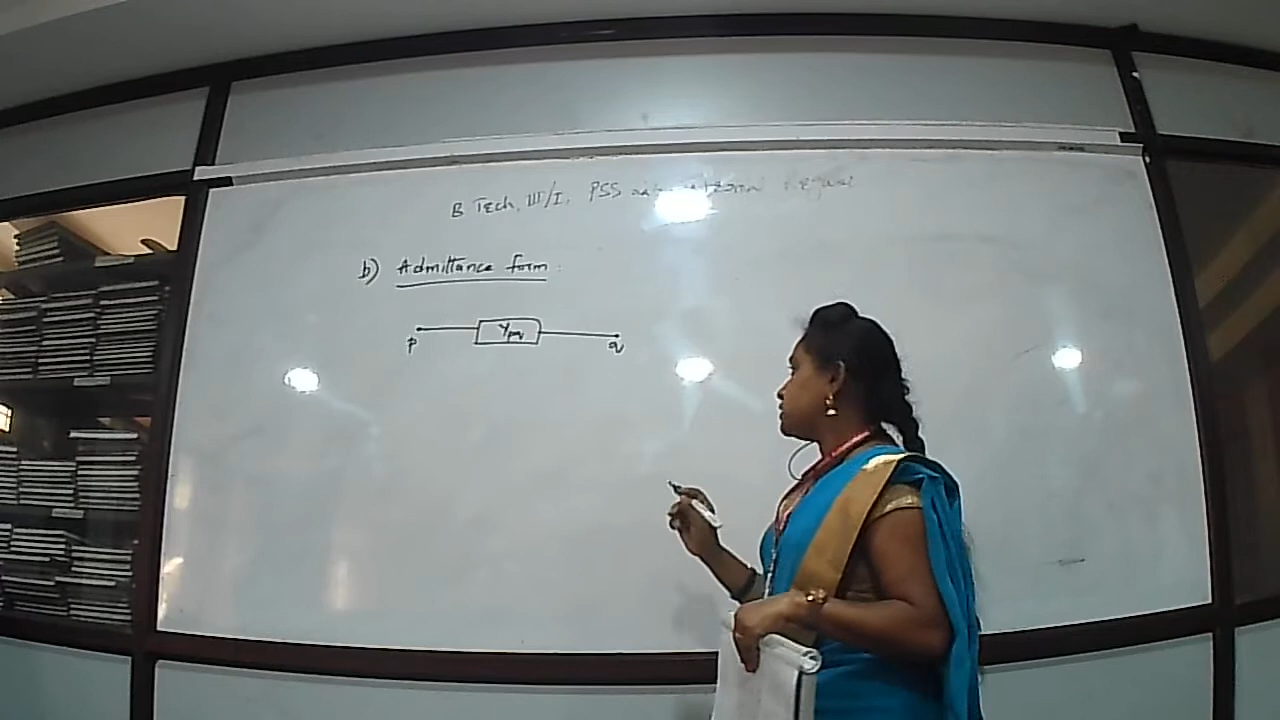 B Tech, III/I, PSS
b) Admittance form
Ypq
p q